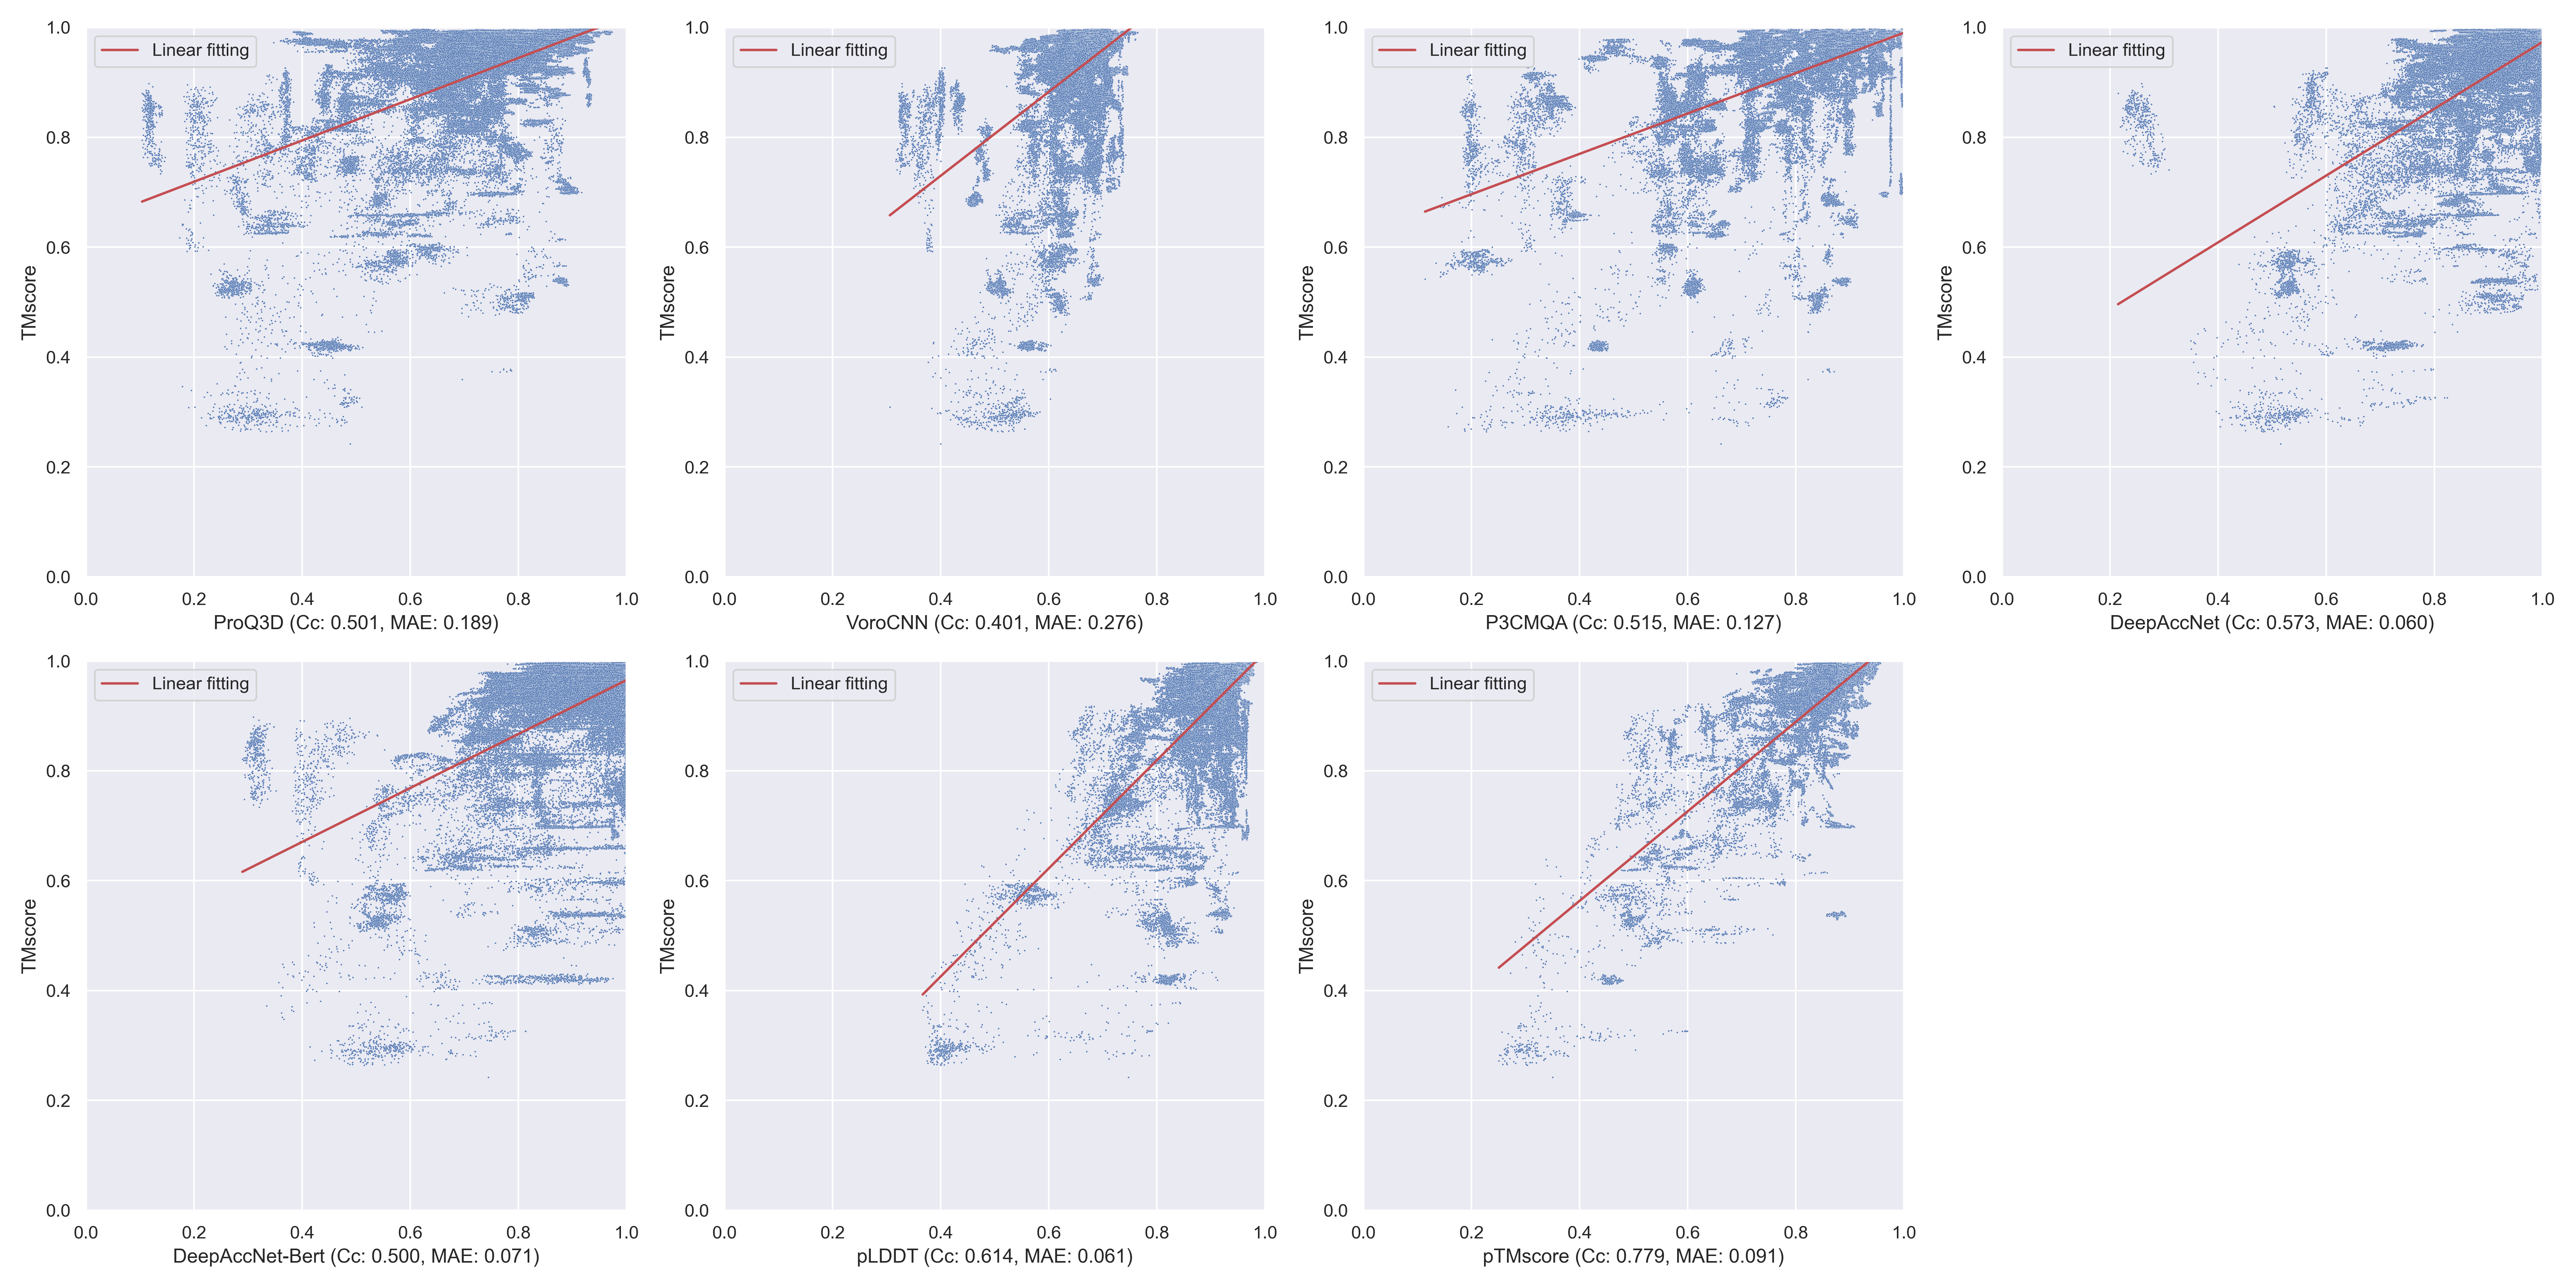 Linear fitting
1.0
0.8
0.6
0.4
0.2
0.0
TMscore
0.0 0.2 0.4 0.6 0.8 1.0
ProQ3D (Cc: 0.501, MAE: 0.189)
Linear fitting
1.0
0.8
0.6
0.4
0.2
0.0
TMscore
0.0 0.2 0.4 0.6 0.8 1.0
VoroCNN (Cc: 0.401, MAE: 0.276)
Linear fitting
1.0
0.8
0.6
0.4
0.2
0.0
TMscore
0.0 0.2 0.4 0.6 0.8 1.0
P3CMQA (Cc: 0.515, MAE: 0.127)
Linear fitting
1.0
0.8
0.6
0.4
0.2
0.0
TMscore
0.0 0.2 0.4 0.6 0.8 1.0
DeepAccNet (Cc: 0.573, MAE: 0.060)
Linear fitting
1.0
0.8
0.6
0.4
0.2
0.0
TMscore
0.0 0.2 0.4 0.6 0.8 1.0
DeepAccNet-Bert (Cc: 0.500, MAE: 0.071)
Linear fitting
1.0
0.8
0.6
0.4
0.2
0.0
TMscore
0.0 0.2 0.4 0.6 0.8 1.0
pLDDT (Cc: 0.614, MAE: 0.061)
Linear fitting
1.0
0.8
0.6
0.4
0.2
0.0
TMscore
0.0 0.2 0.4 0.6 0.8 1.0
pTMscore (Cc: 0.779, MAE: 0.091)